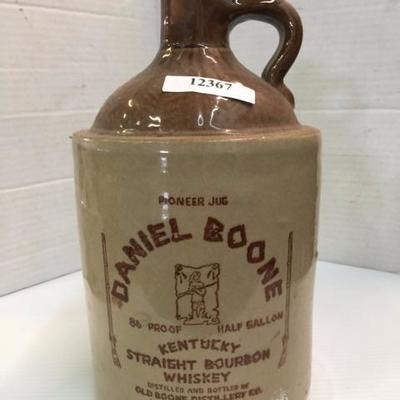 12367
PIONEER JUG
DANIEL BOONE
86 PROOF HALF GALLON
KENTUCKY
STRAIGHT BOURBON
WHISKEY
DISTILLED AND BOTTLED BY
OLD BOONE DISTILLERY CO.